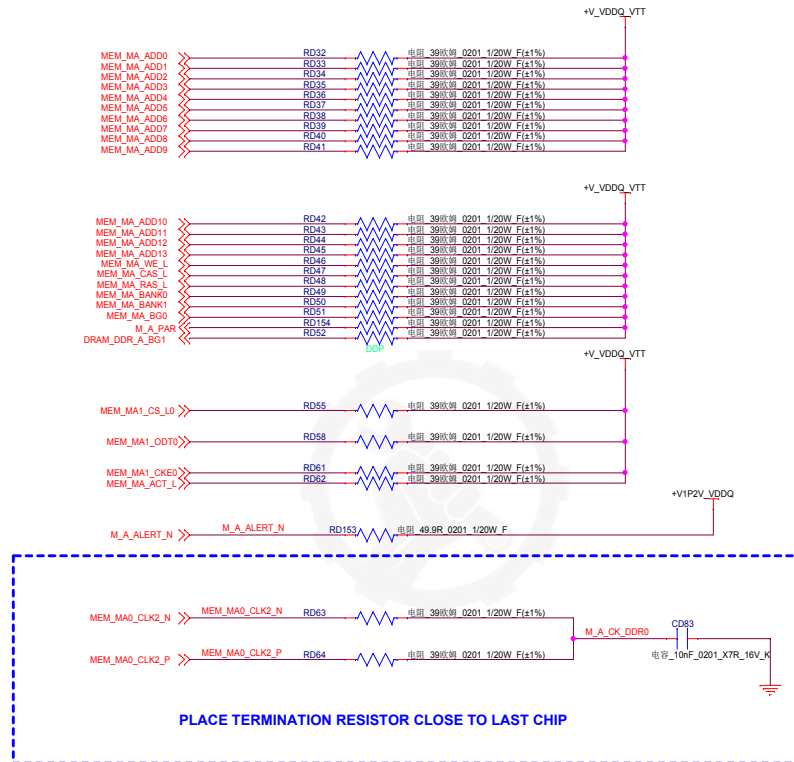 +V_VDDQ_VTT
MEM_MA_ADD0 RD32 电阻_39欧姆_0201_1/20W_F(±1%)
MEM_MA_ADD1 RD33 电阻_39欧姆_0201_1/20W_F(±1%)
MEM_MA_ADD2 RD34 电阻_39欧姆_0201_1/20W_F(±1%)
MEM_MA_ADD3 RD35 电阻_39欧姆_0201_1/20W_F(±1%)
MEM_MA_ADD4 RD36 电阻_39欧姆_0201_1/20W_F(±1%)
MEM_MA_ADD5 RD37 电阻_39欧姆_0201_1/20W_F(±1%)
MEM_MA_ADD6 RD38 电阻_39欧姆_0201_1/20W_F(±1%)
MEM_MA_ADD7 RD39 电阻_39欧姆_0201_1/20W_F(±1%)
MEM_MA_ADD8 RD40 电阻_39欧姆_0201_1/20W_F(±1%)
MEM_MA_ADD9 RD41 电阻_39欧姆_0201_1/20W_F(±1%)
+V_VDDQ_VTT
MEM_MA_ADD10 RD42 电阻_39欧姆_0201_1/20W_F(±1%)
MEM_MA_ADD11 RD43 电阻_39欧姆_0201_1/20W_F(±1%)
MEM_MA_ADD12 RD44 电阻_39欧姆_0201_1/20W_F(±1%)
MEM_MA_ADD13 RD45 电阻_39欧姆_0201_1/20W_F(±1%)
MEM_MA_WE_L RD46 电阻_39欧姆_0201_1/20W_F(±1%)
MEM_MA_CAS_L RD47 电阻_39欧姆_0201_1/20W_F(±1%)
MEM_MA_RAS_L RD48 电阻_39欧姆_0201_1/20W_F(±1%)
MEM_MA_BANK0 RD49 电阻_39欧姆_0201_1/20W_F(±1%)
MEM_MA_BANK1 RD50 电阻_39欧姆_0201_1/20W_F(±1%)
MEM_MA_BG0 RD51 电阻_39欧姆_0201_1/20W_F(±1%)
M_A_PAR RD154 电阻_39欧姆_0201_1/20W_F(±1%)
DRAM_DDR_A_BG1 RD52 电阻_39欧姆_0201_1/20W_F(±1%)
DDP
+V_VDDQ_VTT
MEM_MA1_CS_L0 RD55 电阻_39欧姆_0201_1/20W_F(±1%)
MEM_MA1_ODT0 RD58 电阻_39欧姆_0201_1/20W_F(±1%)
MEM_MA1_CKE0 RD61 电阻_39欧姆_0201_1/20W_F(±1%)
MEM_MA_ACT_L RD62 电阻_39欧姆_0201_1/20W_F(±1%)
+V1P2V_VDDQ
M_A_ALERT_N M_A_ALERT_N RD153 电阻_49.9R_0201_1/20W_F
MEM_MA0_CLK2_N MEM_MA0_CLK2_N RD63 电阻_39欧姆_0201_1/20W_F(±1%)
M_A_CK_DDR0 CD83
MEM_MA0_CLK2_P MEM_MA0_CLK2_P RD64 电阻_39欧姆_0201_1/20W_F(±1%) 电容_10nF_0201_X7R_16V_K
PLACE TERMINATION RESISTOR CLOSE TO LAST CHIP